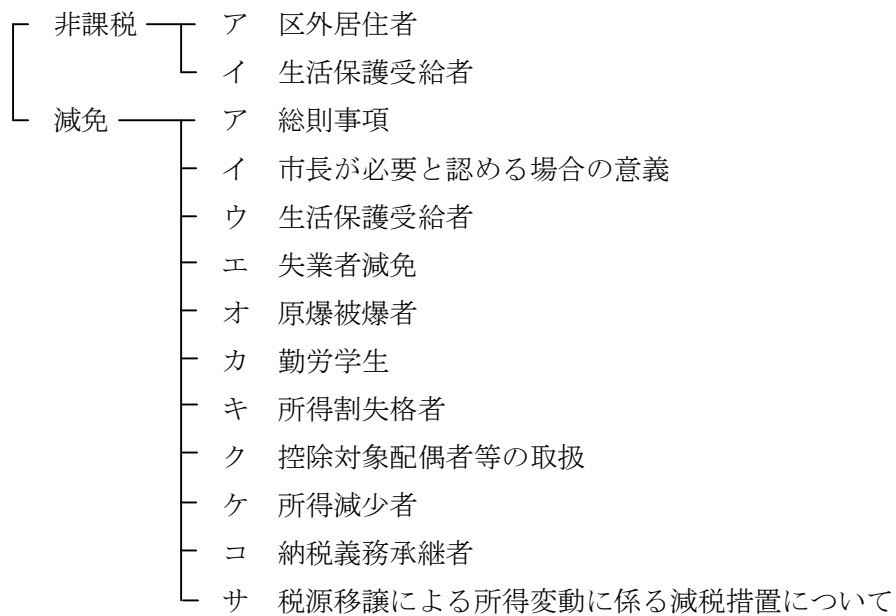 非課税 ア 区外居住者
イ 生活保護受給者
減免 ア 総則事項
イ 市長が必要と認める場合の意義
ウ 生活保護受給者
エ 失業者減免
オ 原爆被爆者
カ 勤労学生
キ 所得割失格者
ク 控除対象配偶者等の取扱
ケ 所得減少者
コ 納税義務承継者
サ 税源移譲による所得変動に係る減税措置について